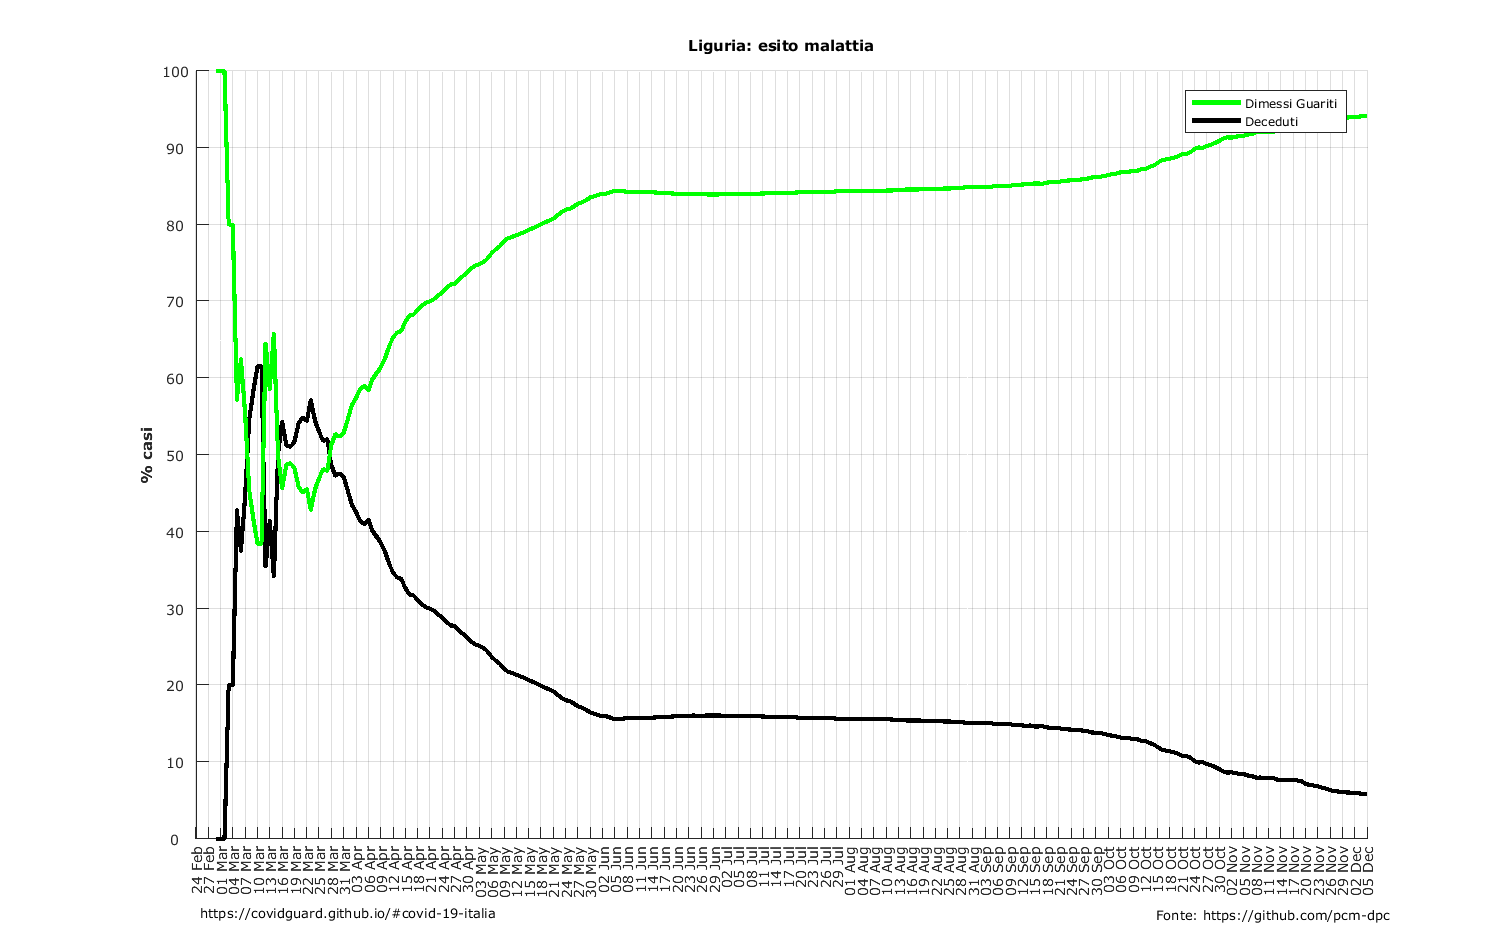 Liguria: esito malattia
Dimessi Guariti
Deceduti
% casi
100
90
80
70
60
50
40
30
20
10
0
24 Feb
27 Feb
01 Mar
04 Mar
07 Mar
10 Mar
13 Mar
16 Mar
19 Mar
22 Mar
25 Mar
28 Mar
31 Mar
03 Apr
06 Apr
09 Apr
12 Apr
15 Apr
18 Apr
21 Apr
24 Apr
27 Apr
30 Apr
03 May
06 May
09 May
12 May
15 May
18 May
21 May
24 May
27 May
30 May
02 Jun
05 Jun
08 Jun
11 Jun
14 Jun
17 Jun
20 Jun
23 Jun
26 Jun
29 Jun
02 Jul
05 Jul
08 Jul
11 Jul
14 Jul
17 Jul
20 Jul
23 Jul
26 Jul
29 Jul
01 Aug
04 Aug
07 Aug
10 Aug
13 Aug
16 Aug
19 Aug
22 Aug
25 Aug
28 Aug
31 Aug
03 Sep
06 Sep
09 Sep
12 Sep
15 Sep
18 Sep
21 Sep
24 Sep
27 Sep
30 Sep
03 Oct
06 Oct
09 Oct
12 Oct
15 Oct
18 Oct
21 Oct
24 Oct
27 Oct
30 Oct
02 Nov
05 Nov
08 Nov
11 Nov
14 Nov
17 Nov
20 Nov
23 Nov
26 Nov
29 Nov
02 Dec
05 Dec
https://covidguard.github.io/#covid-19-italia
Fonte: https://github.com/pcm-dpc